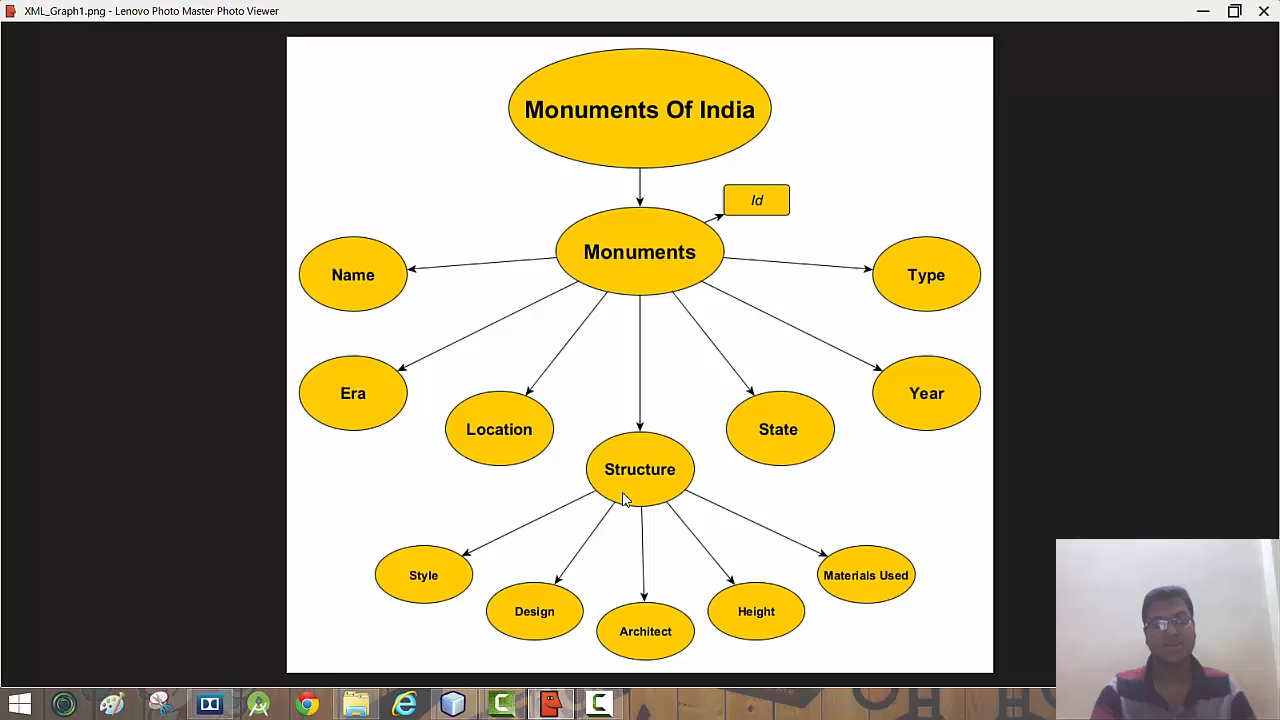 XML_Graph1.png - Lenovo Photo Master Photo Viewer
Monuments Of India
Id
Monuments
Name
Type
Era
Year
Location
State
Structure
Style
Materials Used
Design
Height
Architect